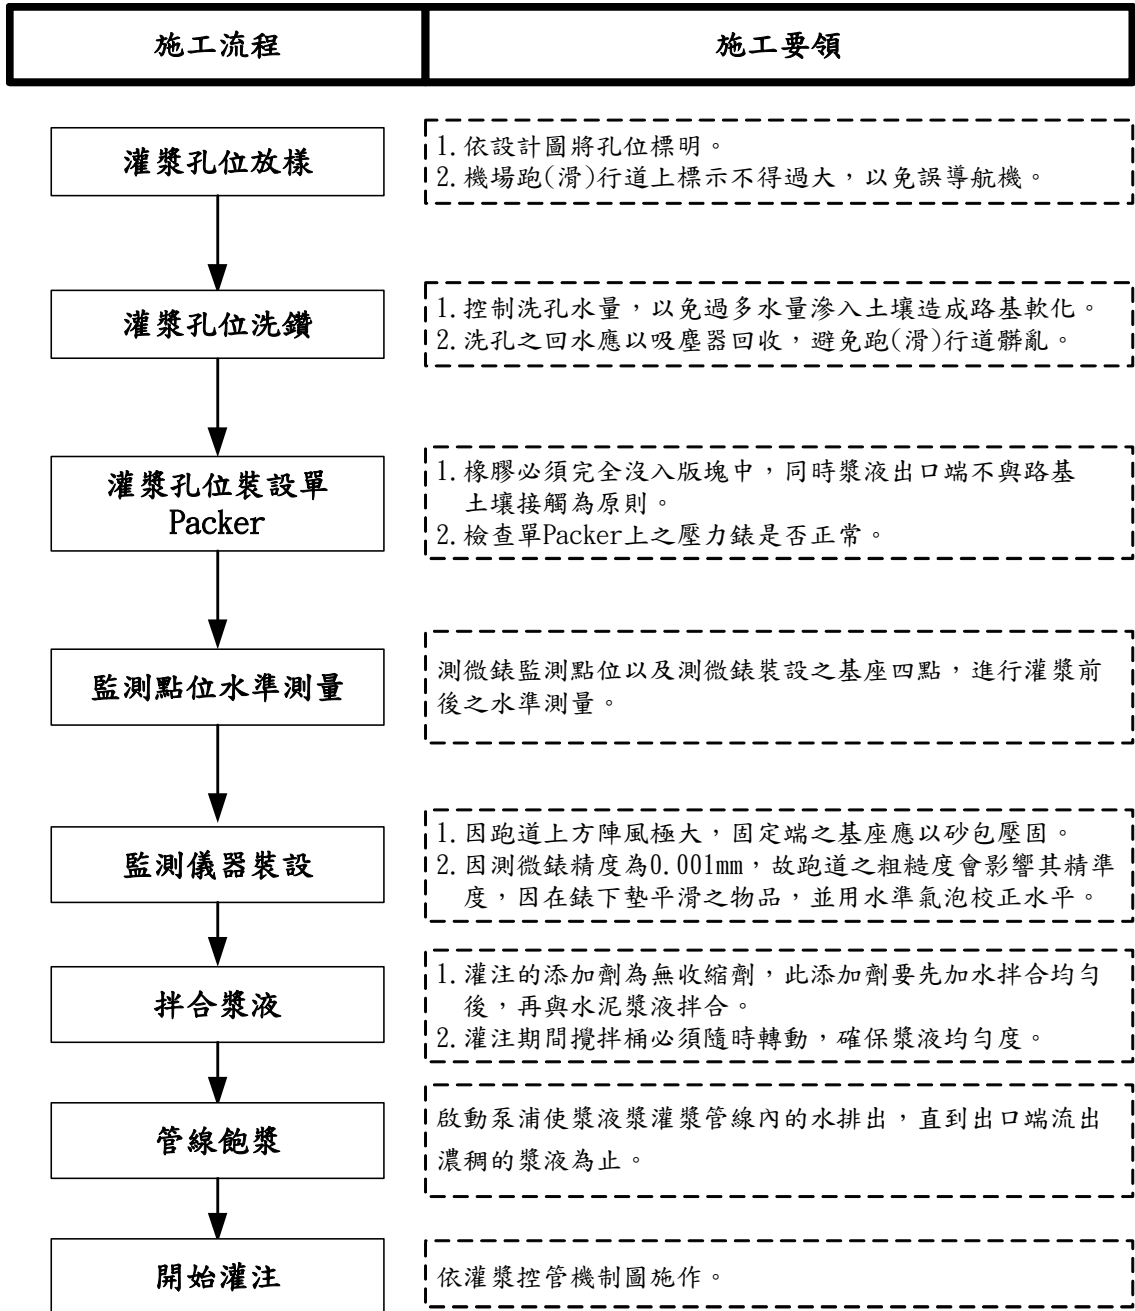 施工流程
施工要領
灌漿孔位放樣
1.依設計圖將孔位標明。
2.機場跑(滑)行道上標示不得過大，以免誤導航機。
灌漿孔位洗鑽
1.控制洗孔水量，以免過多水量滲入土壤造成路基軟化。
2.洗孔之回水應以吸塵器回收，避免跑(滑)行道髒亂。
灌漿孔位裝設單
Packer
1.橡膠必須完全沒入版塊中，同時漿液出口端不與路基
土壤接觸為原則。
2.檢查單Packer上之壓力錶是否正常。
監測點位水準測量
測微錶監測點位以及測微錶裝設之基座四點，進行灌漿前
後之水準測量。
監測儀器裝設
1.因跑道上方陣風極大，固定端之基座應以砂包壓固。
2.因測微錶精度為0.001mm，故跑道之粗糙度會影響其精準
度，因在錶下墊平滑之物品，並用水準氣泡校正水平。
拌合漿液
1.灌注的添加劑為無收縮劑，此添加劑要先加水拌合均勻
後，再與水泥漿液拌合。
2.灌注期間攪拌桶必須隨時轉動，確保漿液均勻度。
管線飽漿
啟動泵浦使漿液漿灌漿管線內的水排出，直到出口端流出
濃稠的漿液為止。
開始灌注
依灌漿控管機制圖施作。